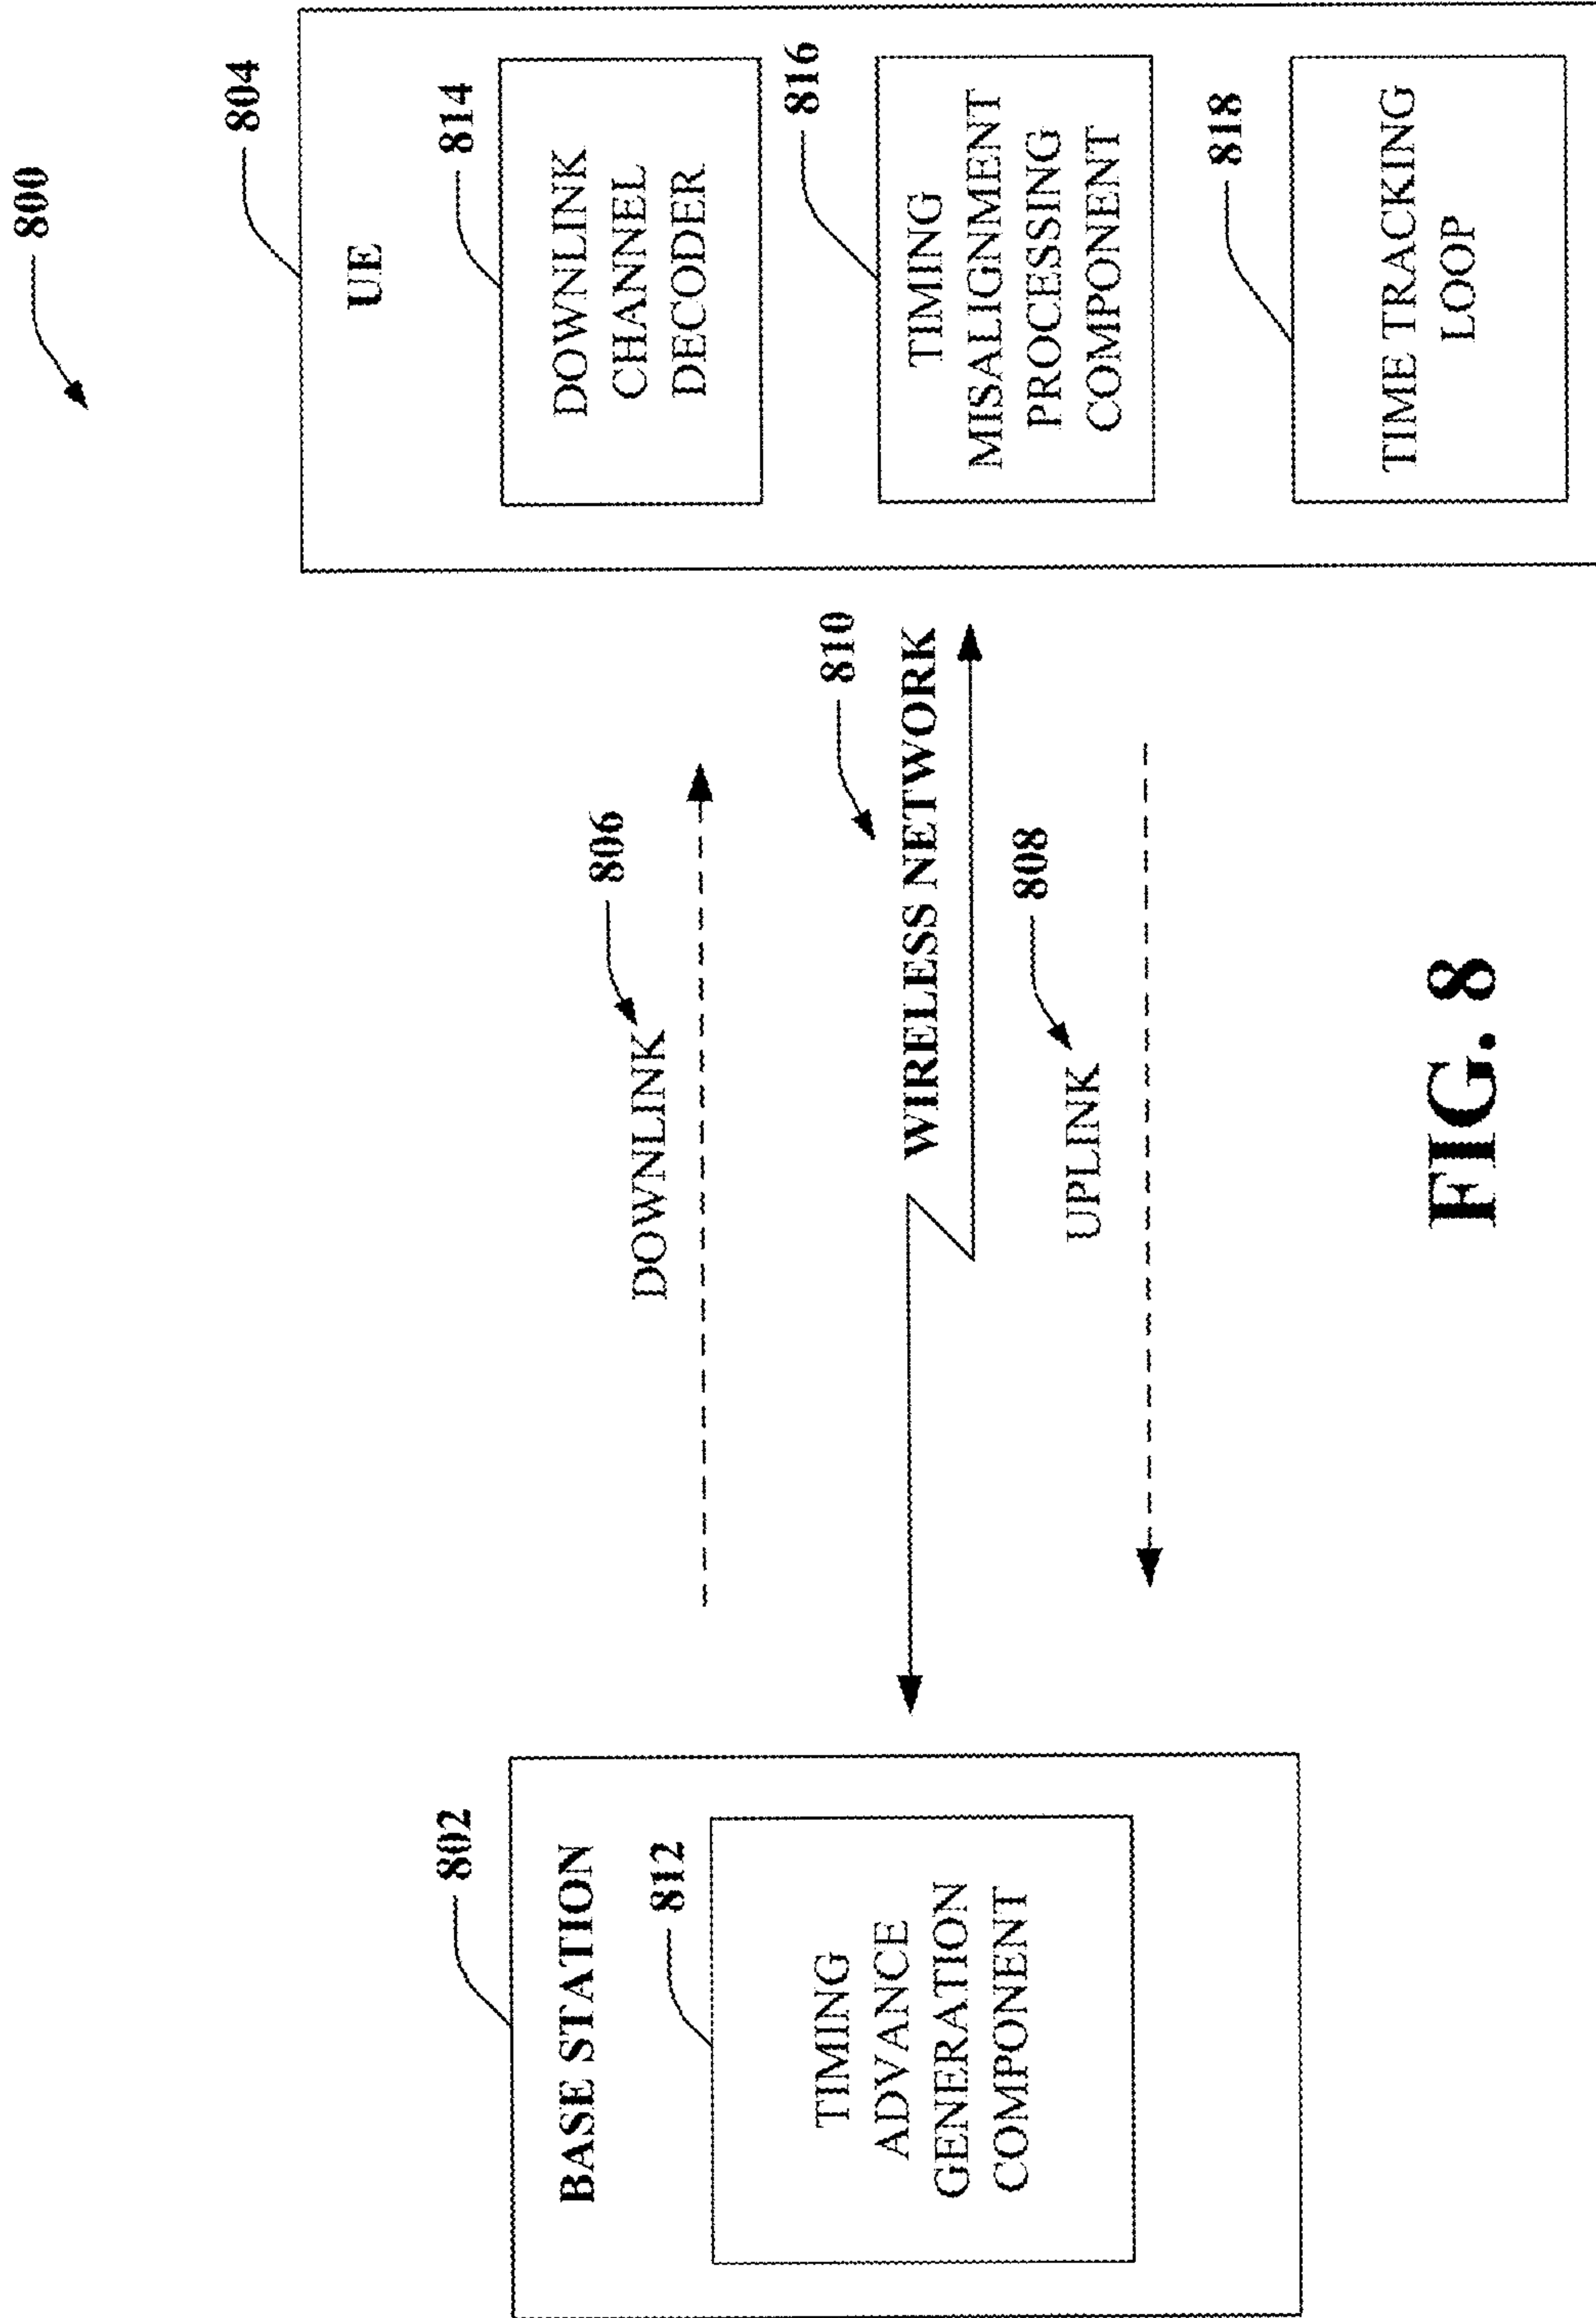 800
802
BASE STATION
812
TIMING
ADVANCE
GENERATION
COMPONENT
DOWNLINK
806
810
WIRELESS NETWORK
808
UPLINK
804
UE
814
DOWNLINK
CHANNEL
DECODER
816
TIMING
MISALIGNMENT
PROCESSING
COMPONENT
818
TIME TRACKING
LOOP
FIG. 8